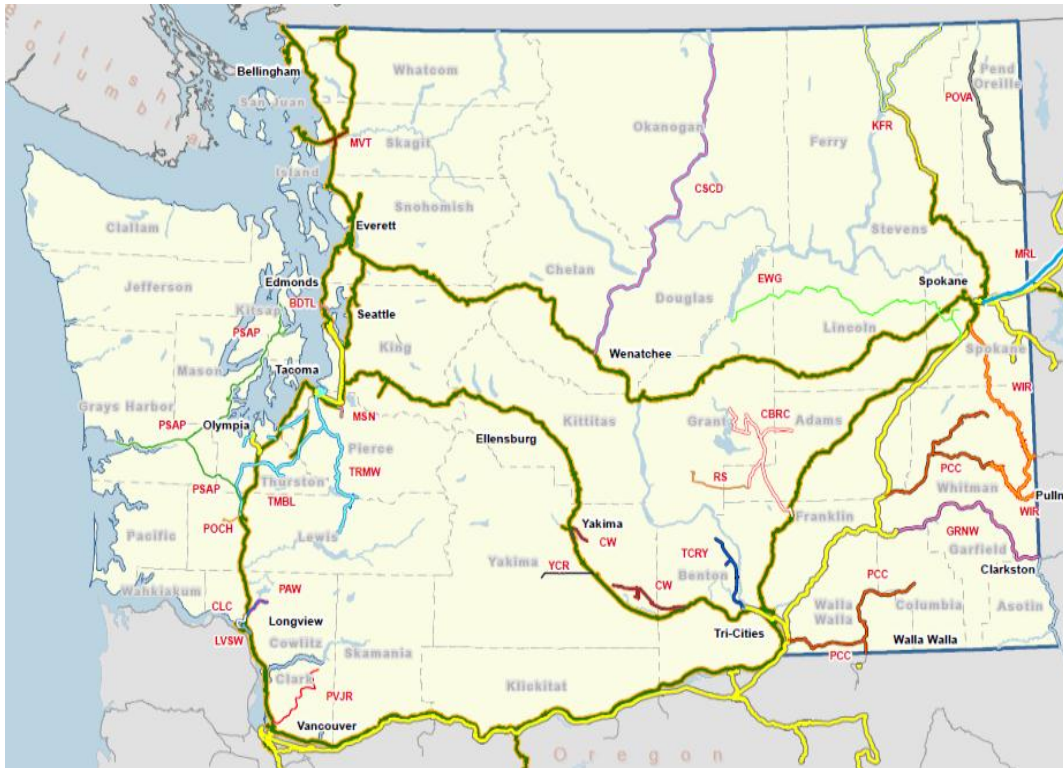 British
Columbia
Bellingham
Whatcom
San Juan
MVT
Skagit
Island
Okanogan
Ferry
KFR
Pend
Oreille
POVA
CSCD
Clallam
Snohomish
Everett
Stevens
Jefferson
Edmonds
BDTL
Kitsap
Chelan
Douglas
EWG
Spokane
MRL
PSAP
Seattle
King
Lincoln
Mason
Wenatchee
Spokane
Tacoma
WIR
Grays Harbor
PSAP
Olympia
MSN
Kittitas
Grant
CBRC
Adams
Ellensburg
Pierce
TRMW
RS
PCC
Whitman
Pullm
WIR
PSAP
Thurston
TMBL
POCH
Pacific
Lewis
Yakima
CW
Franklin
GRNW
Garfield
Yakima
YCR
TCRY
Benton
CW
PCC
Clarkston
Wahkiakum
CLC
PAW
Longview
LVSW
Cowlitz
Walla
Walla
Columbia
Asotin
Tri-Cities
Walla Walla
PCC
Skamania
Clark
PVJR
Klickitat
Vancouver
Oregon